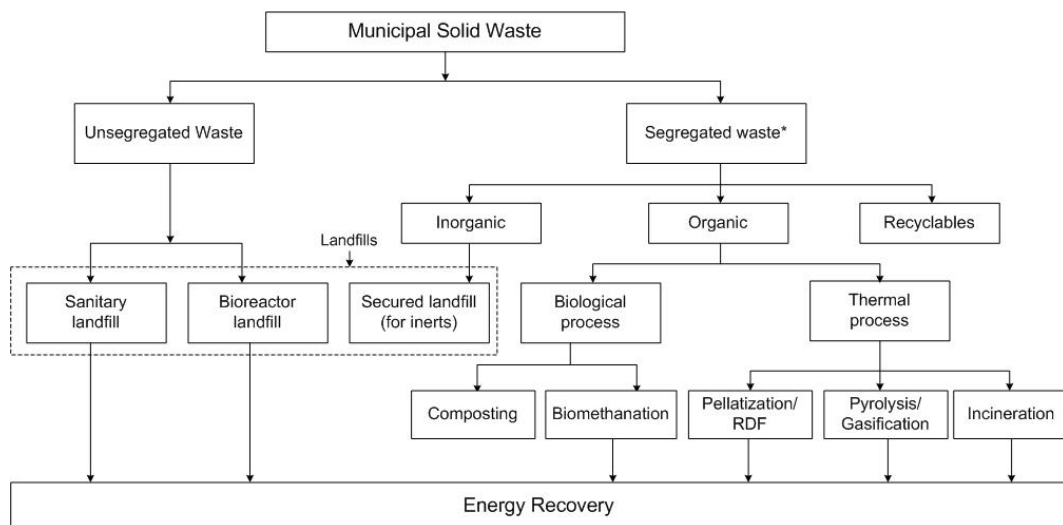 Municipal Solid Waste
Unsegregated Waste
Segregated waste*
Inorganic
Organic
Recyclables
Landfills
Sanitary
landfill
Bioreactor
landfill
Secured landfill
(for inerts)
Biological
process
Thermal
process
Composting
Biomethanation
Pellatization/
RDF
Pyrolysis/
Gasification
Incineration
Energy Recovery